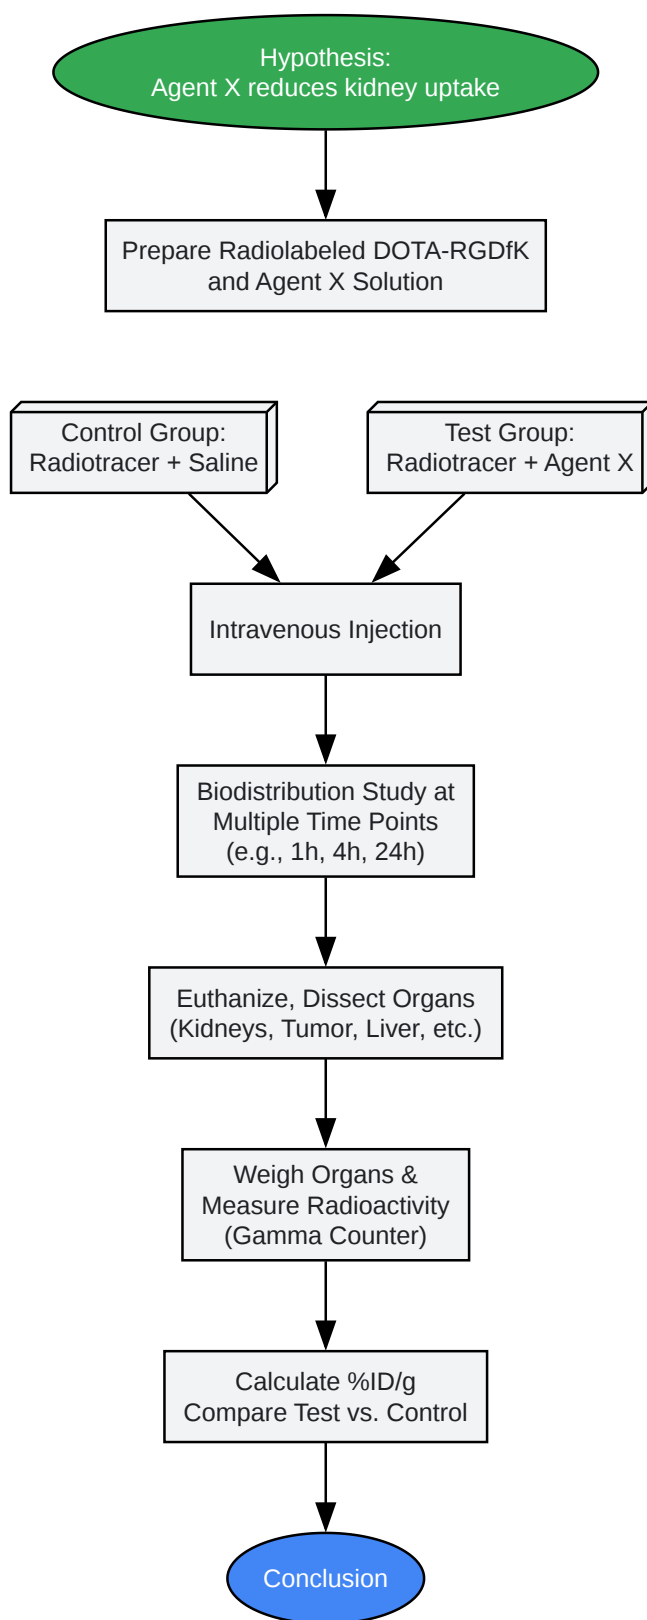 Hypothesis:
Agent X reduces kidney uptake
Prepare Radiolabeled DOTA-RGDfK
and Agent X Solution
Control Group:
Radiotracer + Saline
Test Group:
Radiotracer + Agent X
Intravenous Injection
Biodistribution Study at
Multiple Time Points
(e.g., 1h, 4h, 24h)
Euthanize, Dissect Organs
(Kidneys, Tumor, Liver, etc.)
Weigh Organs &
Measure Radioactivity
(Gamma Counter)
Calculate %ID/g
Compare Test vs. Control
Conclusion